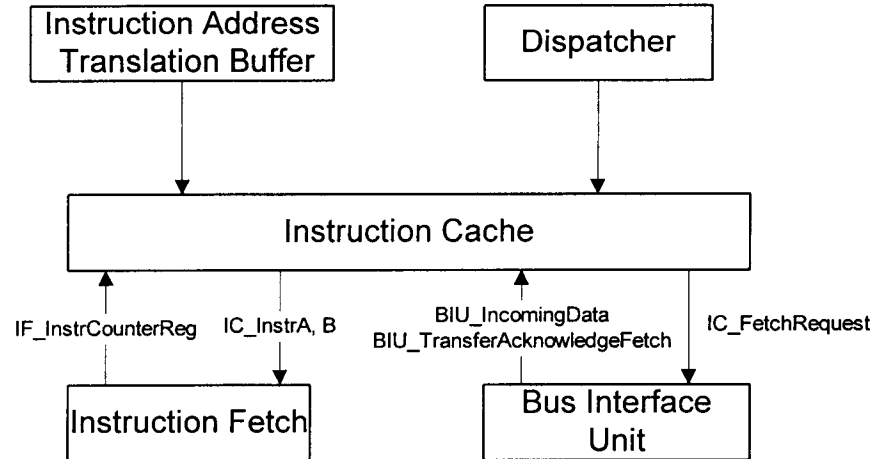 Instruction Address
Translation Buffer
Dispatcher
Instruction Cache
IF_InstrCounterReg
IC_InstrA, B
BIU_IncomingData
BIU_TransferAcknowledgeFetch
IC_FetchRequest
Instruction Fetch
Bus Interface
Unit